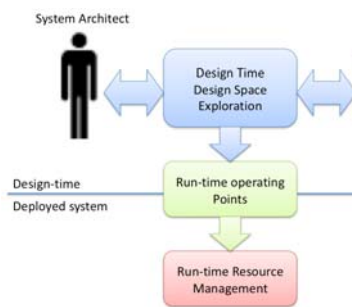 System Architect
Design Time
Design Space
Exploration
Design-time
Deployed system
Run-time operating
Points
Run-time Resource
Management